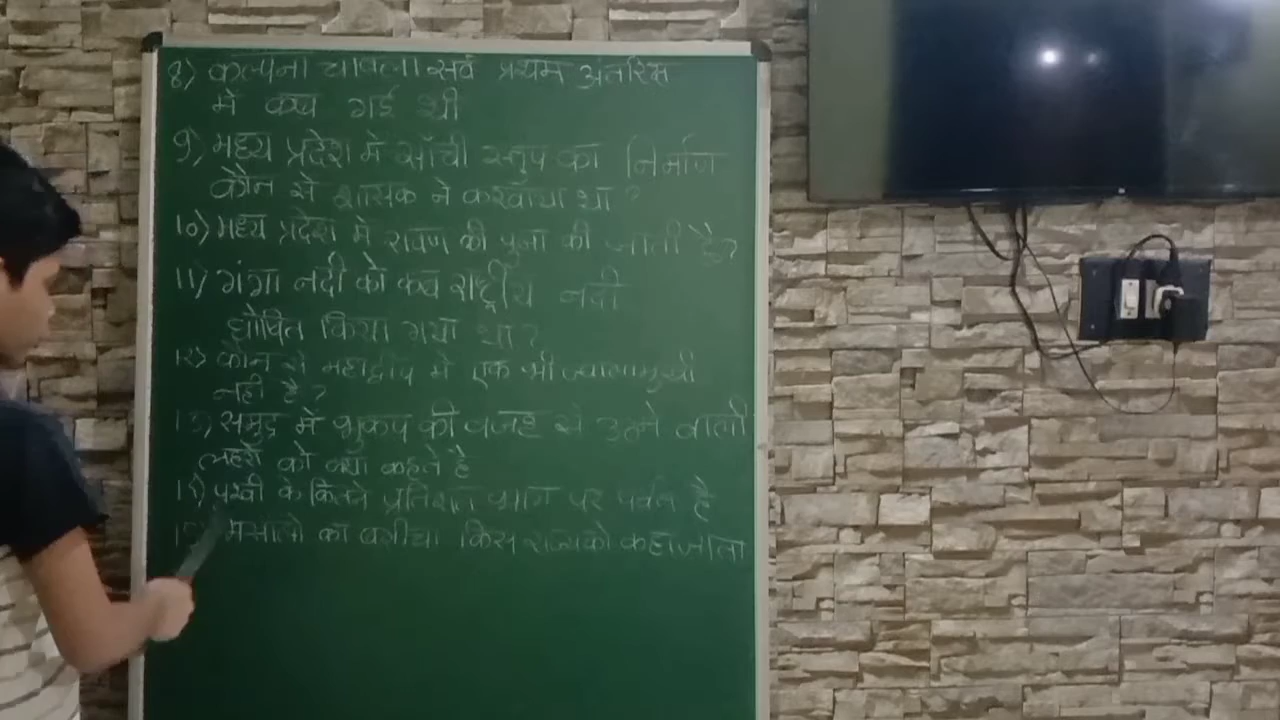 8) कल्पना चावला सर्व प्रथम अंतरिक्ष
में कब गई थी
9) मध्य प्रदेश में साँची स्तुप का निर्माण
कौन से शासक ने करवाया था ?
10) मध्य प्रदेश में रावण की पुजा की जाती है ?
11) गंगा नदी को कब राष्ट्रीय नदी
घोषित किया गया था ?
12) कौन से महाद्वीप में एक भी ज्वालामुखी
नही है ?
13) समुद्र में भुकंप की वजह से उठने वाली
लहरों को क्या कहते है
14) पृथ्वी के कितने प्रतिशत भाग पर पर्वत है
15) मसालो का बगीचा किस राज्य को कहा जाता